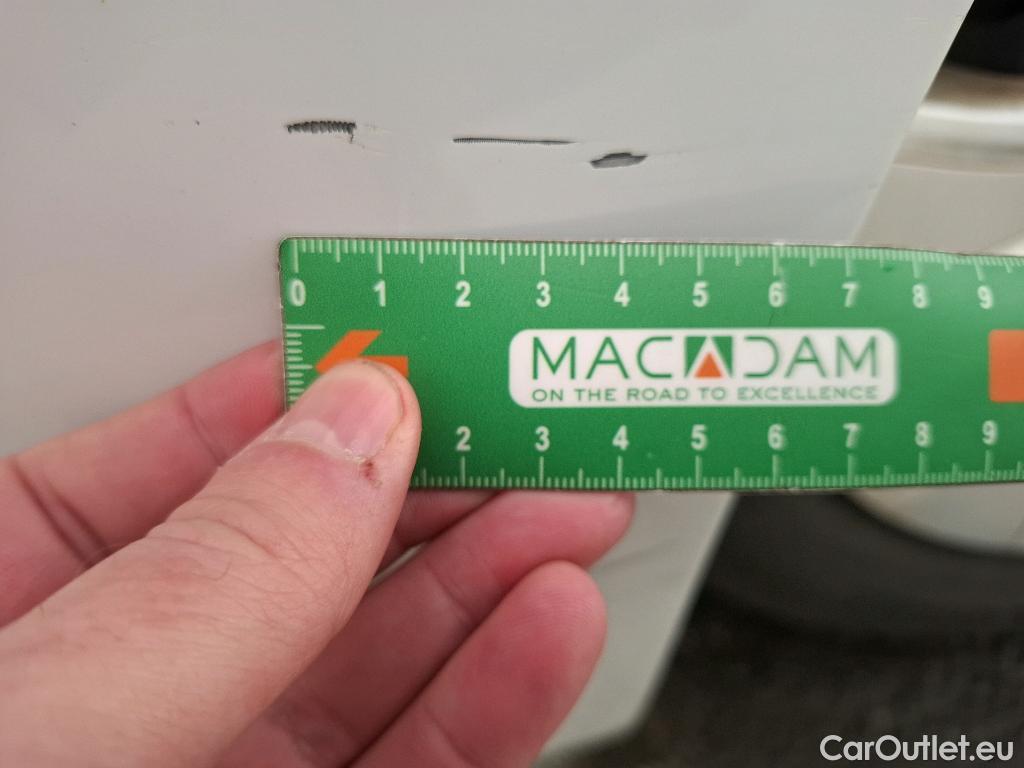 0 1 2 3 4 5 6 7 8 9
MACADAM
ON THE ROAD TO EXCELLENCE
2 3 4 5 6 7 8 9
CarOutlet.eu